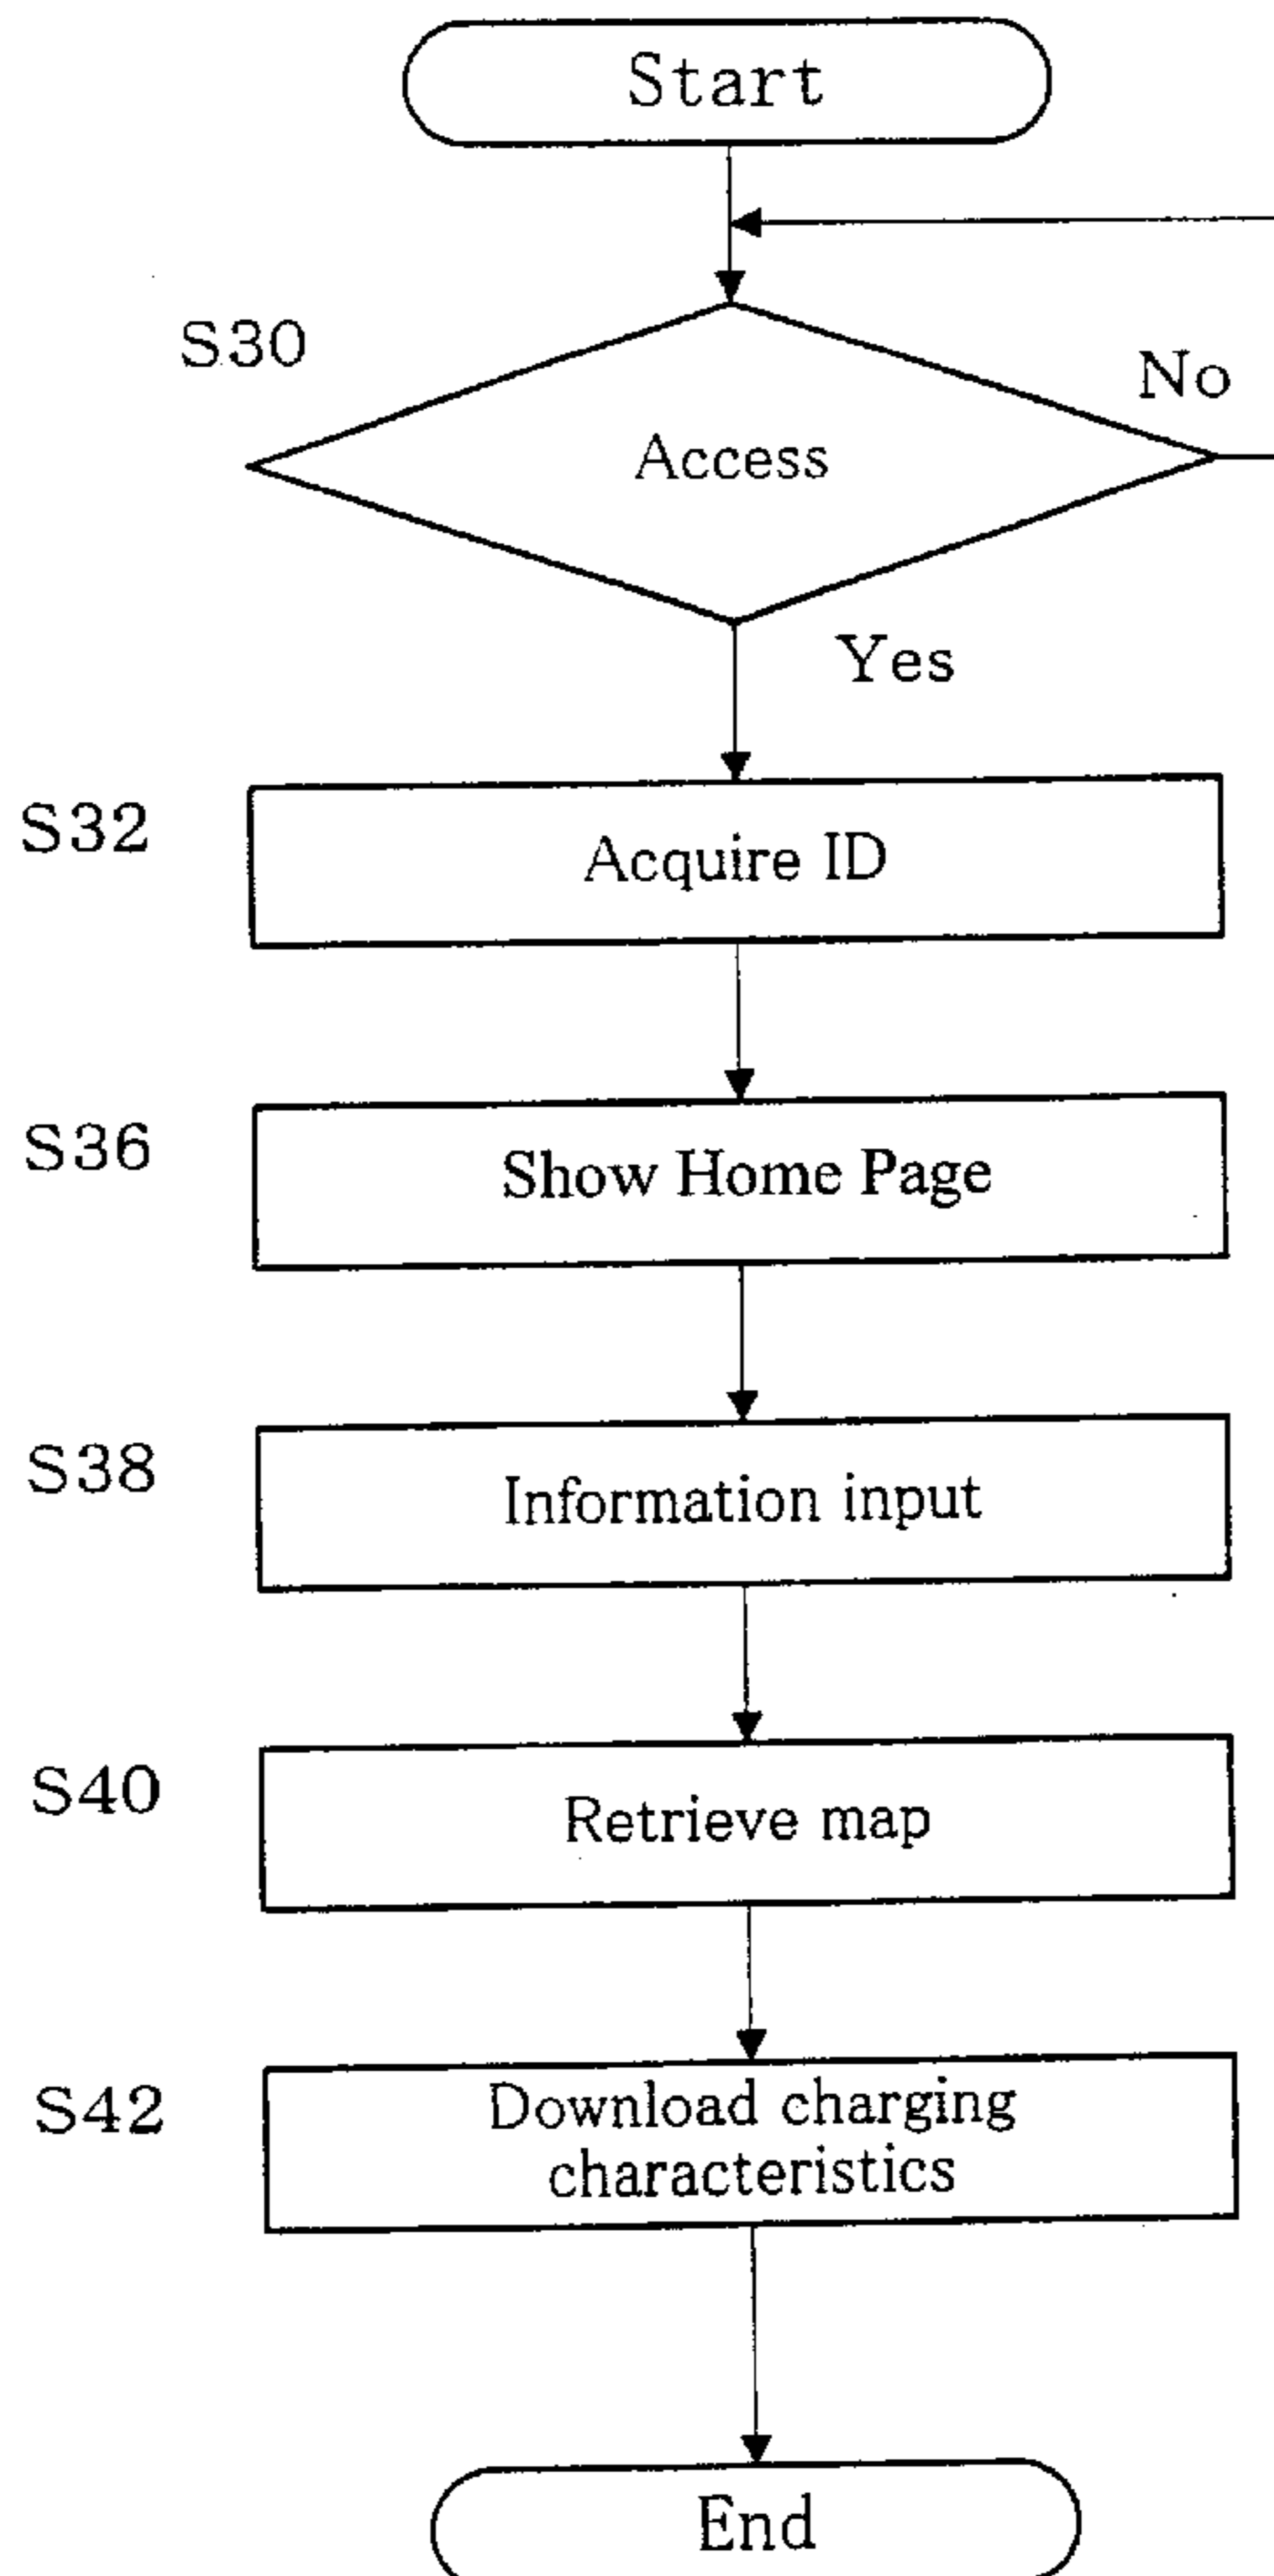 Start
S30
No
Access
Yes
S32
Acquire ID
S36
Show Home Page
S38
Information input
S40
Retrieve map
S42
Download charging
characteristics
End